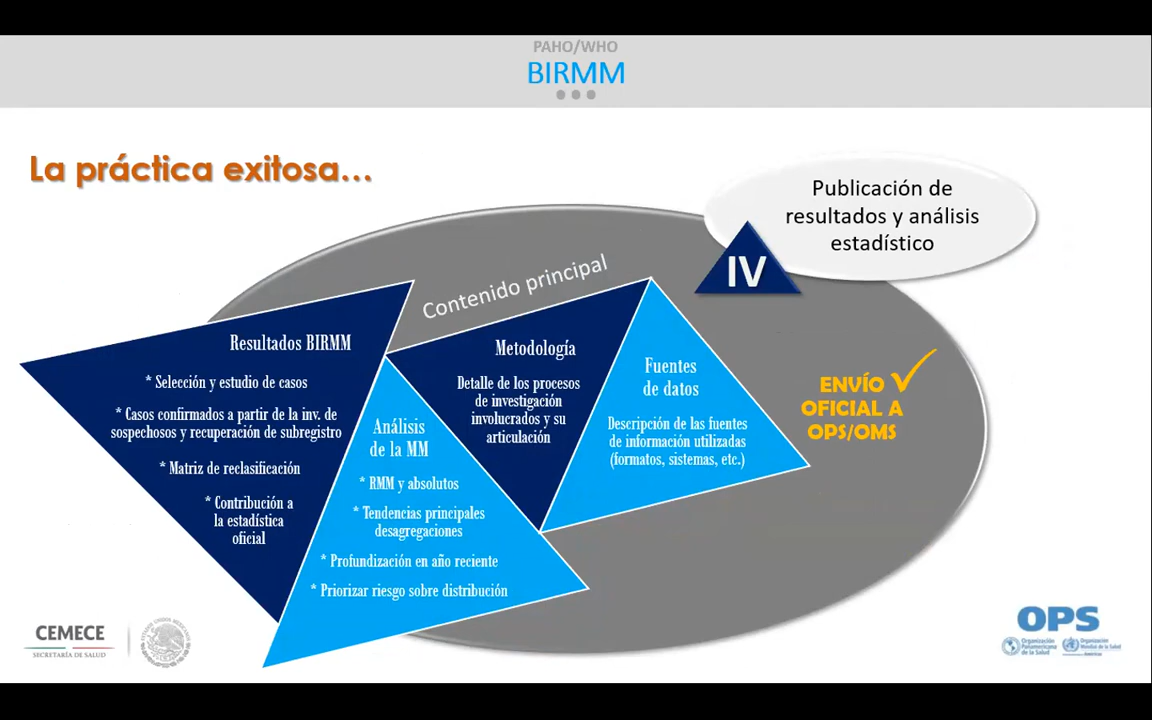 PAHO/WHO
BIRMM
La práctica exitosa...
Publicación de
resultados y análisis
estadístico
IV
Contenido principal
Resultados BIRMM
* Selección y estudio de casos
* Casos confirmados a partir de la inv. de
sospechosos y recuperación de subregistro
* Matriz de reclasificación
* Contribución a
la estadística
oficial
Análisis
de la MM
* RMM y absolutos
* Tendencias principales
desagregaciones
* Profundización en año reciente
* Priorizar riesgo sobre distribución
Metodología
Detalle de los procesos
de investigación
involucrados y su
articulación
Fuentes
de datos
Descripción de las fuentes
de información utilizadas
(formatos, sistemas, etc.)
ENVÍO
OFICIAL A
OPS/OMS
CEMECE
SECRETARÍA DE SALUD
OPS
Organización
Panamericana
de la Salud
Organización
Mundial de la Salud